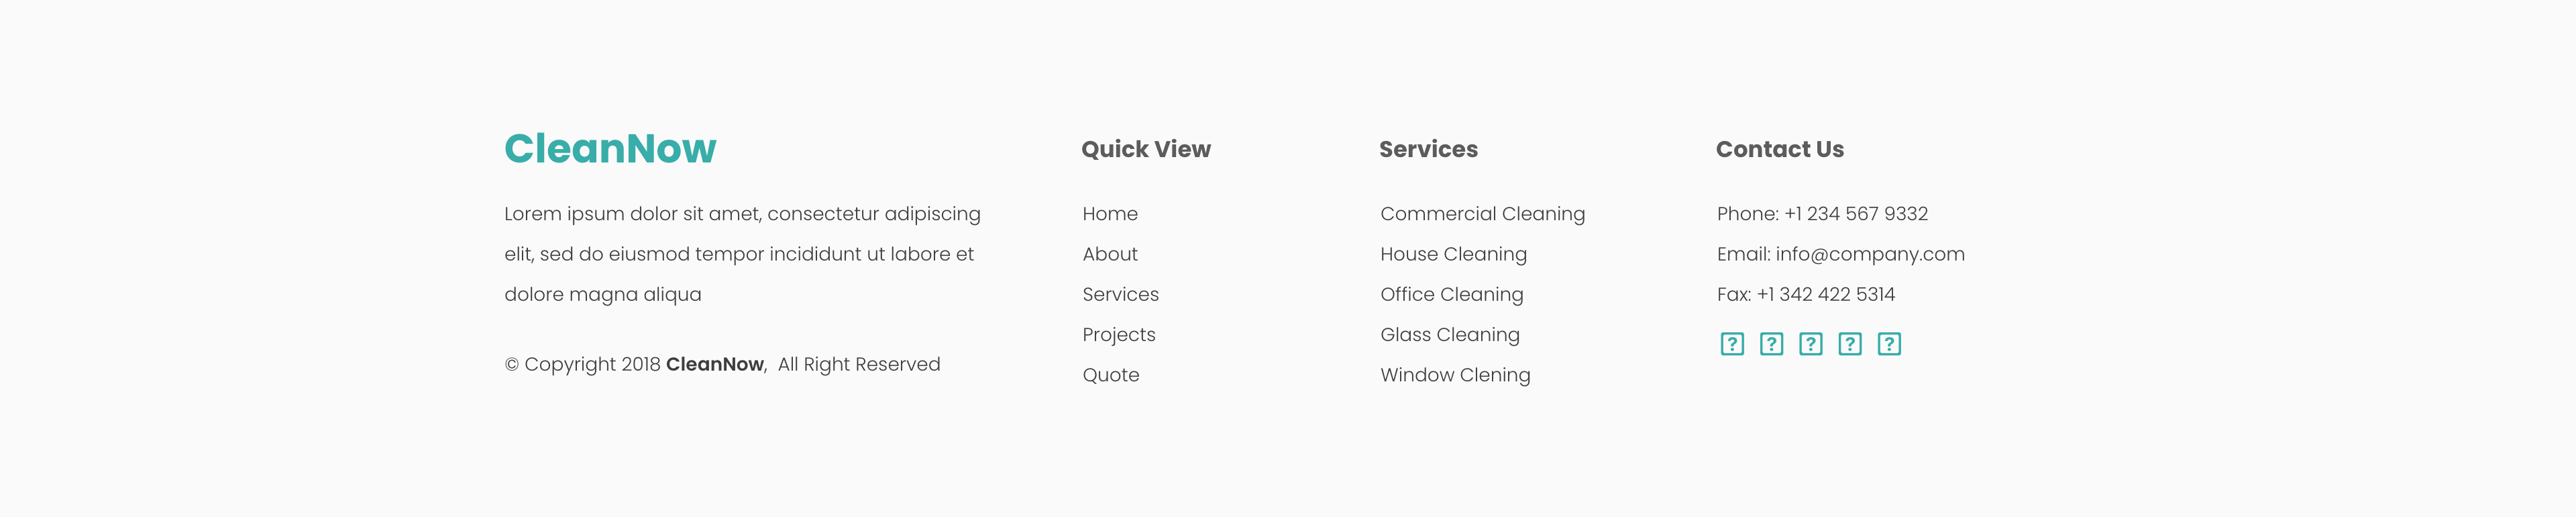 CleanNow
Lorem ipsum dolor sit amet, consectetur adipiscing
elit, sed do eiusmod tempor incididunt ut labore et
dolore magna aliqua
© Copyright 2018 CleanNow,  All Right Reserved
Quick View
Home
About
Services
Projects
Quote
Services
Commercial Cleaning
House Cleaning
Office Cleaning
Glass Cleaning
Window Clening
Contact Us
Phone: +1 234 567 9332
Email: info@company.com
Fax: +1 342 422 5314